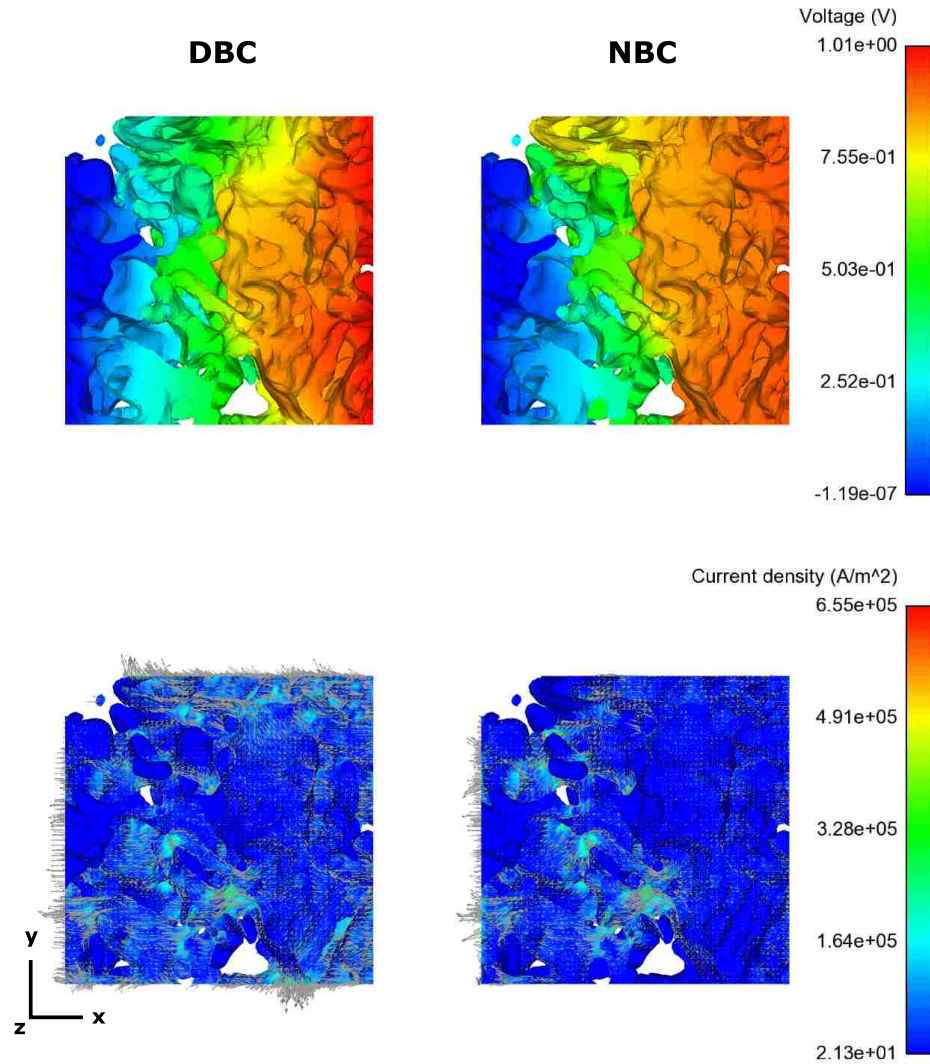 Voltage (V)
DBC
NBC
1.01e+00
7.55e-01
5.03e-01
2.52e-01
-1.19e-07
Current density (A/m^2)
6.55e+05
4.91e+05
3.28e+05
1.64e+05
2.13e+01
y
z
x